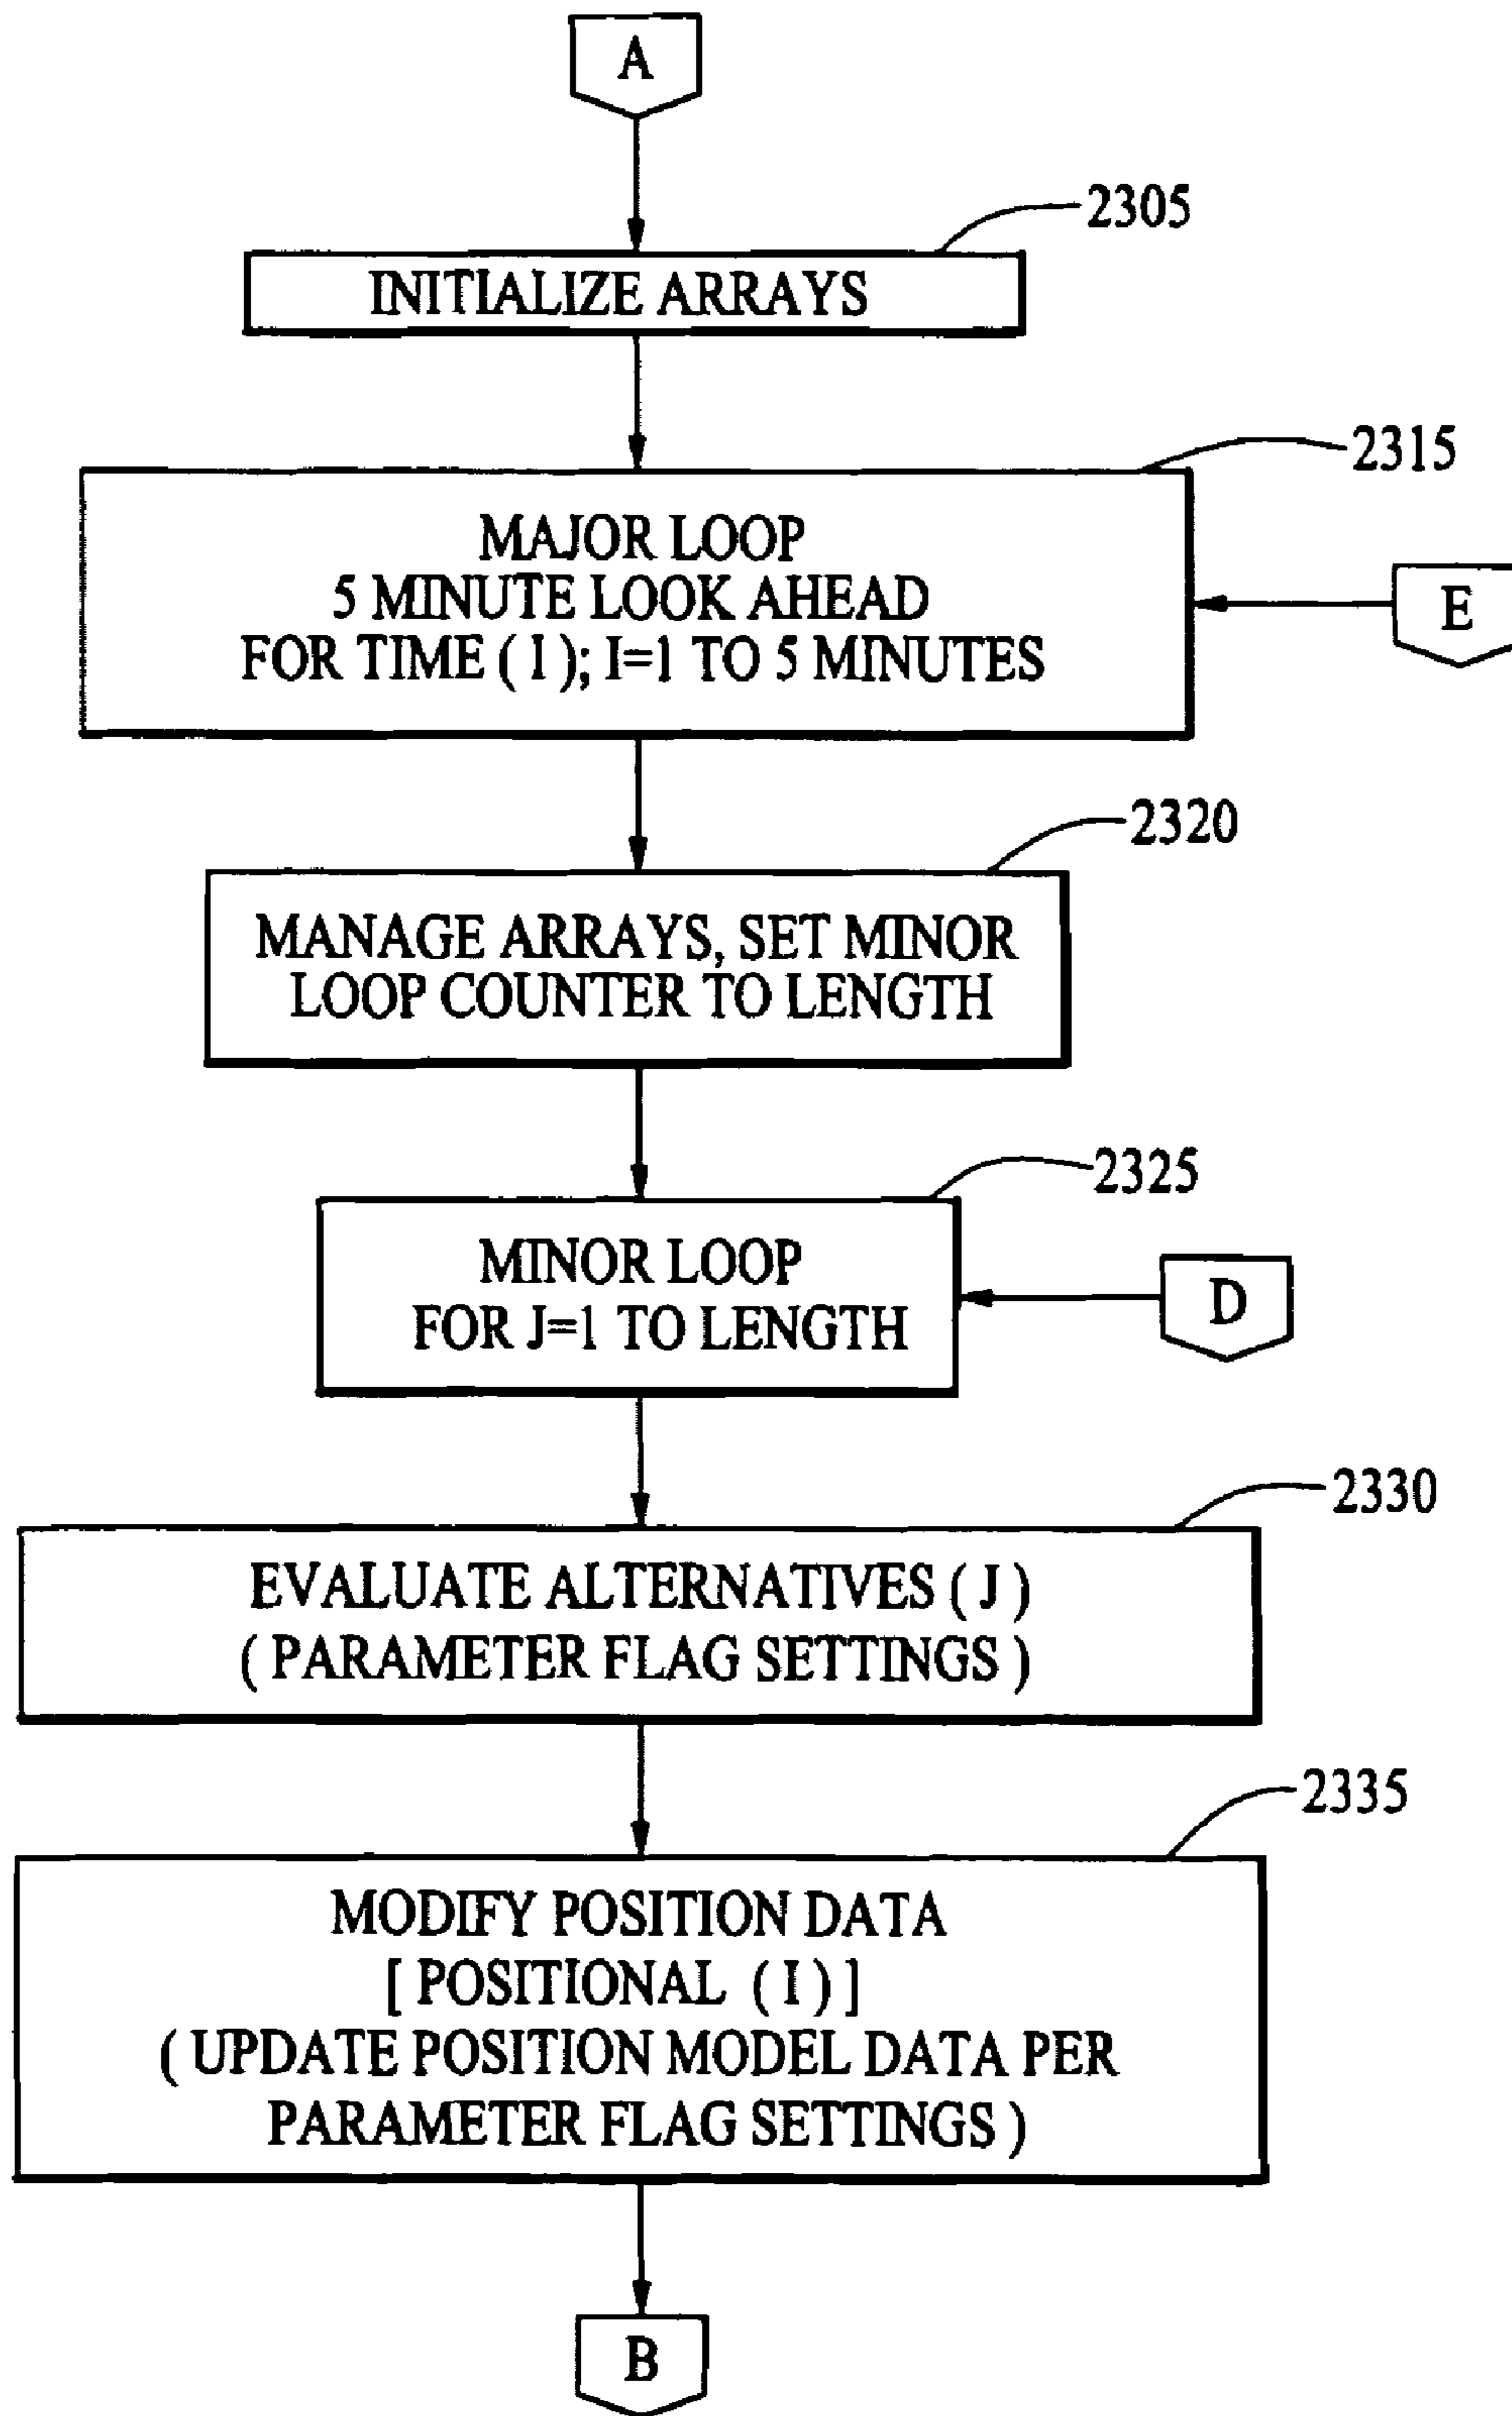 A
2305
INITIALIZE ARRAYS
2315
MAJOR LOOP
5 MINUTE LOOK AHEAD
FOR TIME ( I ); I=1 TO 5 MINUTES
E
2320
MANAGE ARRAYS, SET MINOR
LOOP COUNTER TO LENGTH
2325
MINOR LOOP
FOR J=1 TO LENGTH
D
2330
EVALUATE ALTERNATIVES ( J )
( PARAMETER FLAG SETTINGS )
2335
MODIFY POSITION DATA
[ POSITIONAL ( I ) ]
( UPDATE POSITION MODEL DATA PER
PARAMETER FLAG SETTINGS )
B